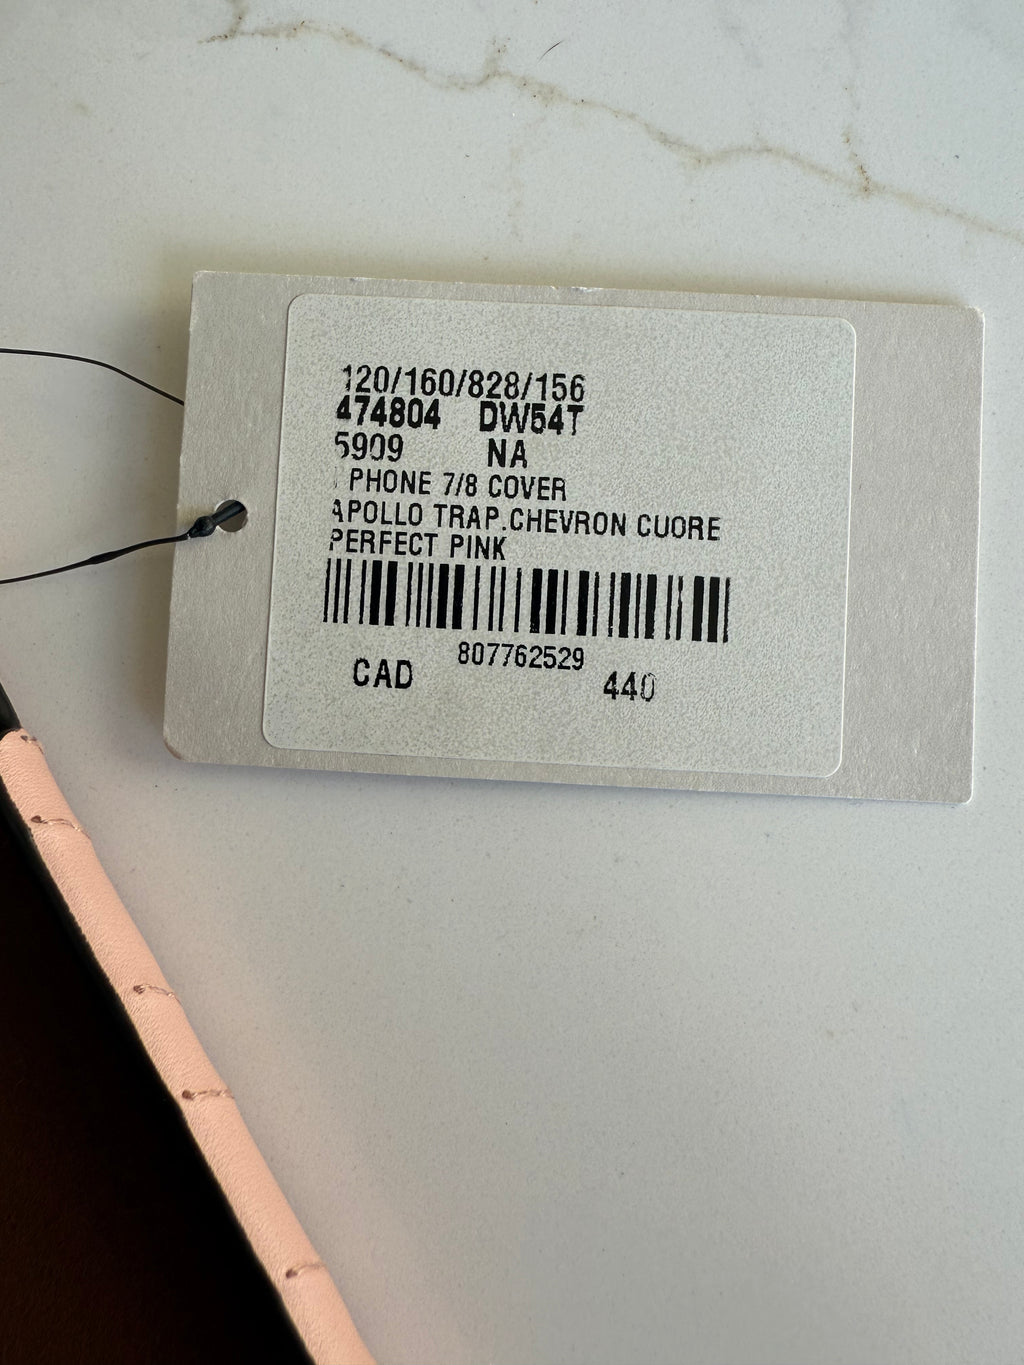 120/160/828/156
474804 DW54T
5909 NA
I PHONE 7/8 COVER
APOLLO TRAP.CHEVRON CUORE
PERFECT PINK
807762529
CAD 440